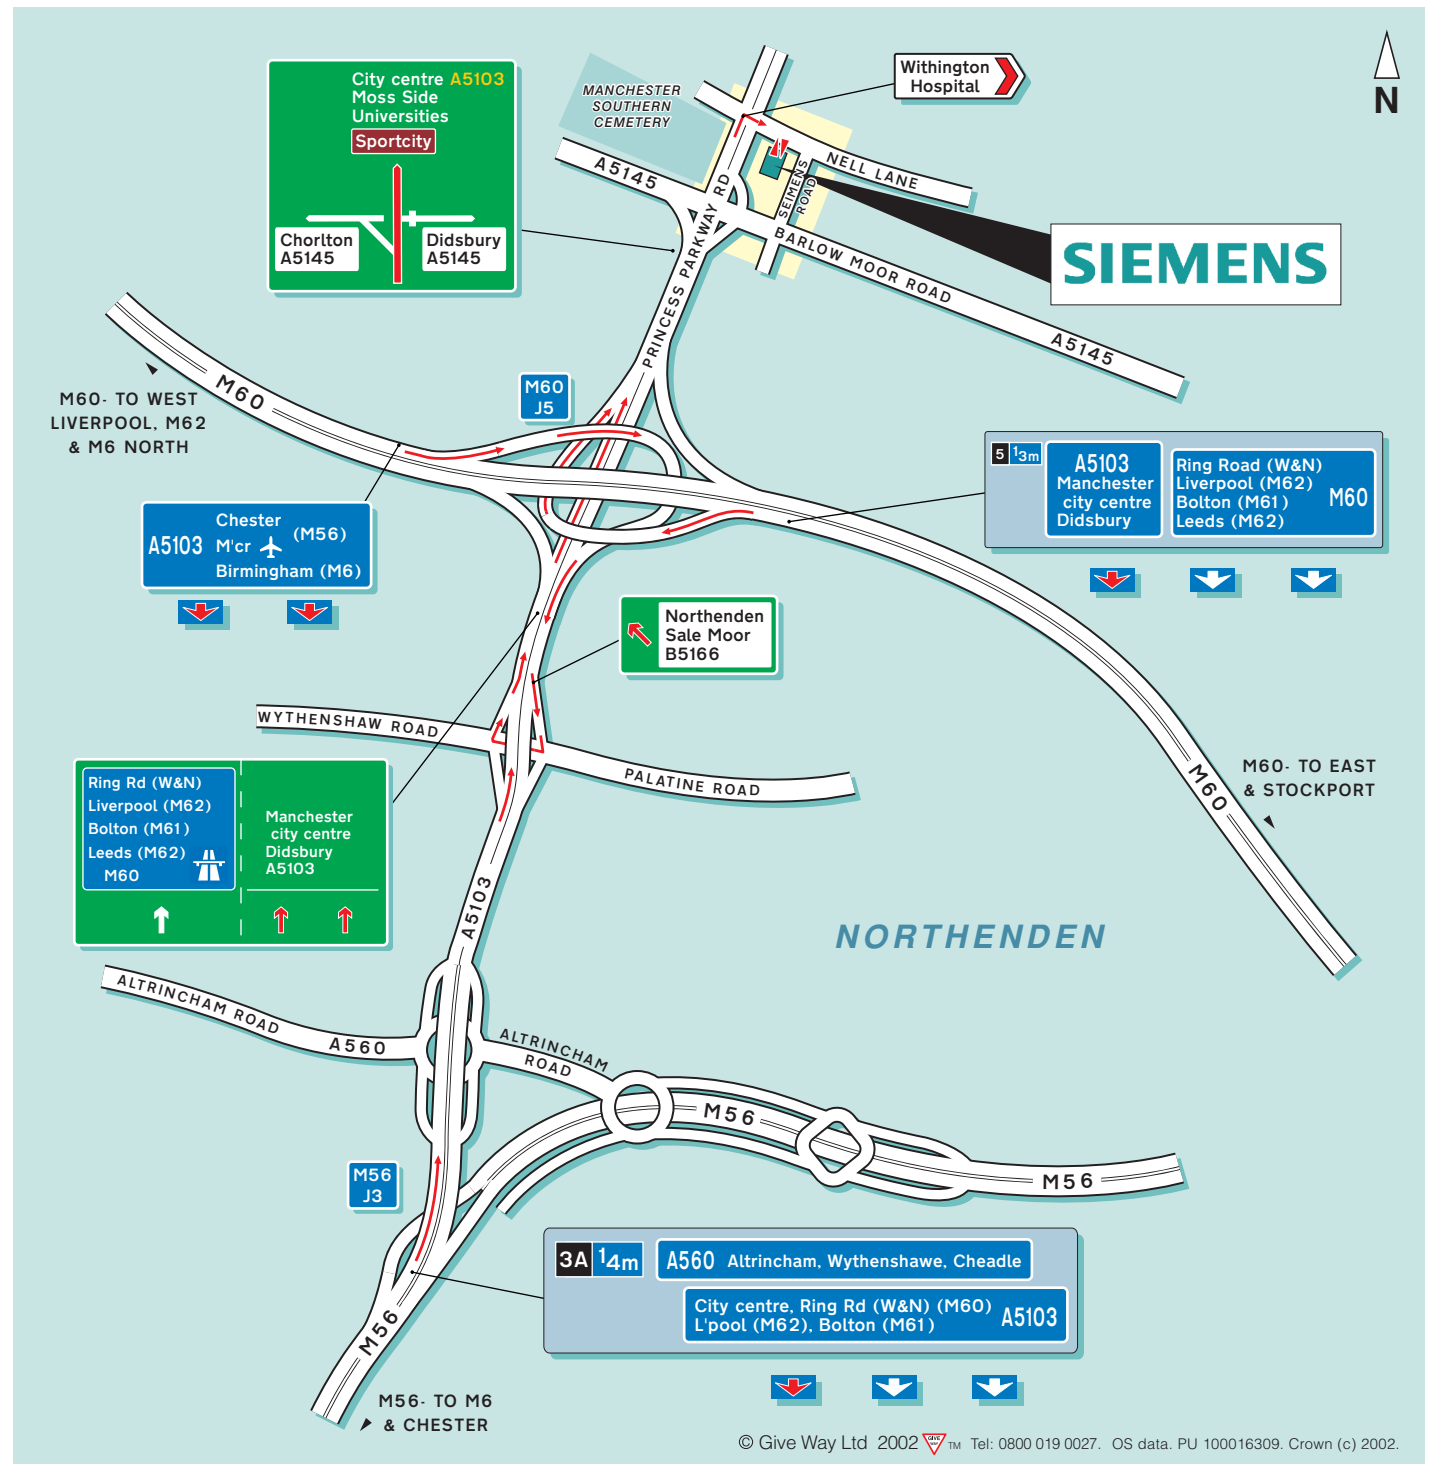 City centre A5103
Moss Side
Universities
Sportcity
Chorlton
A5145
Didsbury
A5145
MANCHESTER
SOUTHERN
CEMETERY
Withington
Hospital
N
A5145
NELL LANE
SEIMENS
ROAD
PRINCESS PARKWAY RD
BARLOW MOOR ROAD
A5145
SIEMENS
M60
M60- TO WEST
LIVERPOOL, M62
& M6 NORTH
M60
J5
5 13m
A5103
Manchester
city centre
Didsbury
Ring Road (W&N)
Liverpool (M62)
Bolton (M61)
Leeds (M62)
M60
A5103
Chester
M'cr
(M56)
Birmingham (M6)
Northenden
Sale Moor
B5166
WYTHENSHAW ROAD
PALATINE ROAD
M60
M60- TO EAST
& STOCKPORT
Ring Rd (W&N)
Liverpool (M62)
Bolton (M61)
Leeds (M62)
M60
Manchester
city centre
Didsbury
A5103
A5103
NORTHENDEN
ALTRINCHAM ROAD
A560
ALTRINCHAM
ROAD
M56
M56
M56
J3
3A 14m
A560 Altrincham, Wythenshawe, Cheadle
City centre, Ring Rd (W&N) (M60)
L'pool (M62), Bolton (M61)
A5103
M56
M56- TO M6
& CHESTER
© Give Way Ltd 2002 GIVE WAY TM Tel: 0800 019 0027. OS data. PU 100016309. Crown (c) 2002.